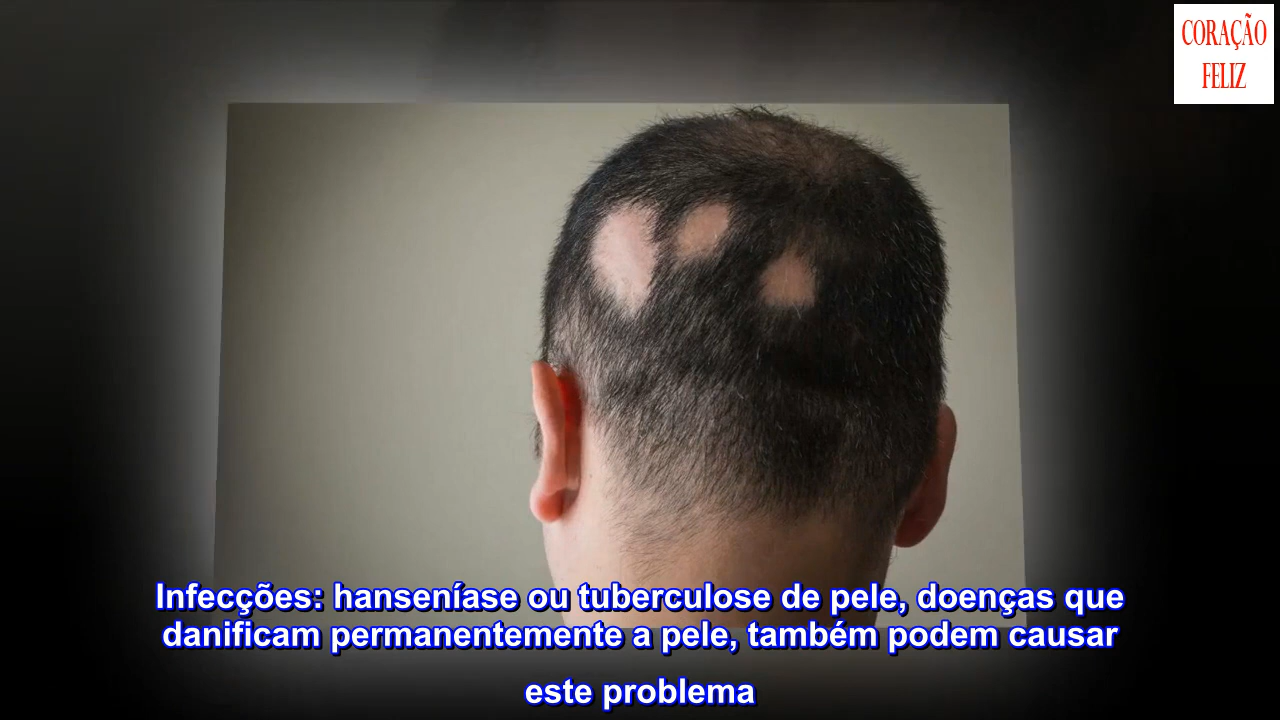 CORAÇÃO
FELIZ
Infecções: hanseníase ou tuberculose de pele, doenças que
danificam permanentemente a pele, também podem causar
este problema